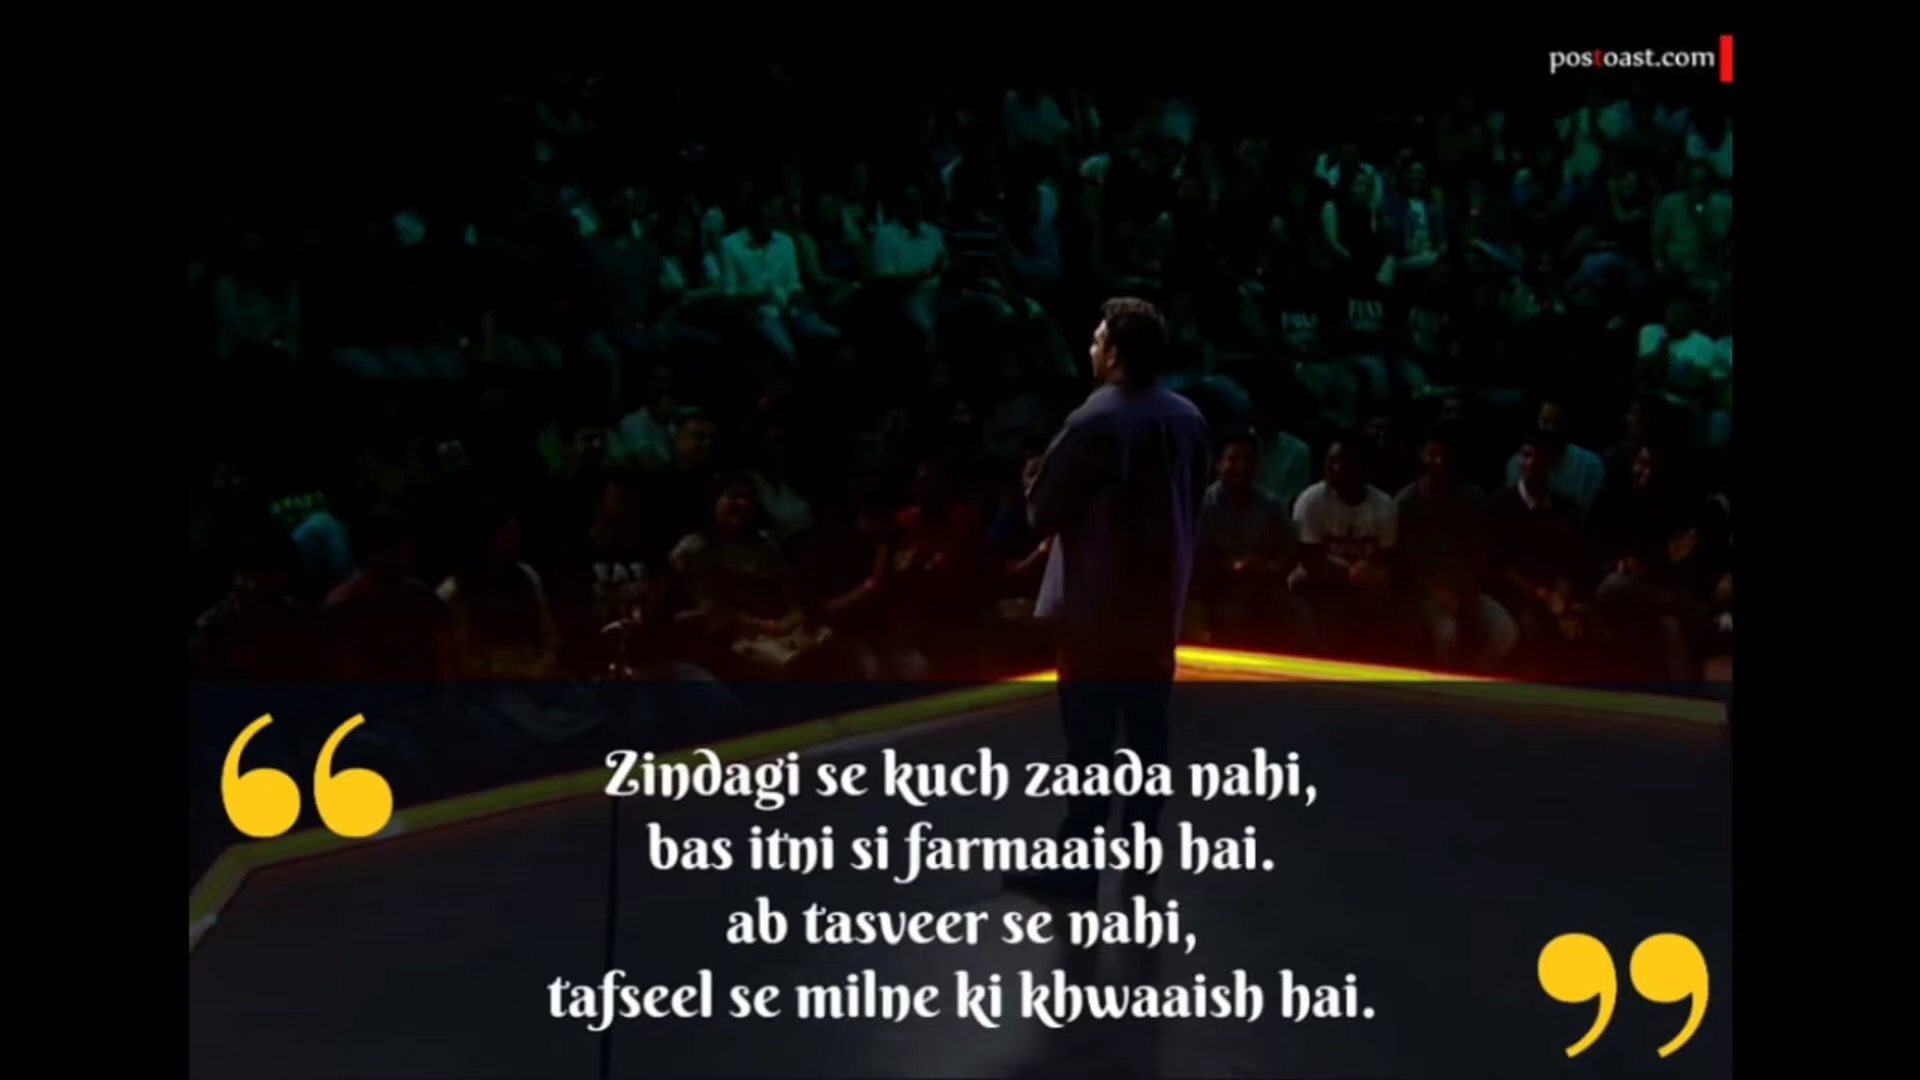 postoast.com
Zindagi se kuch zaada nahi,
bas itni si farmaaish hai.
ab tasveer se nahi,
tafseel se milne ki khwaaish hai.